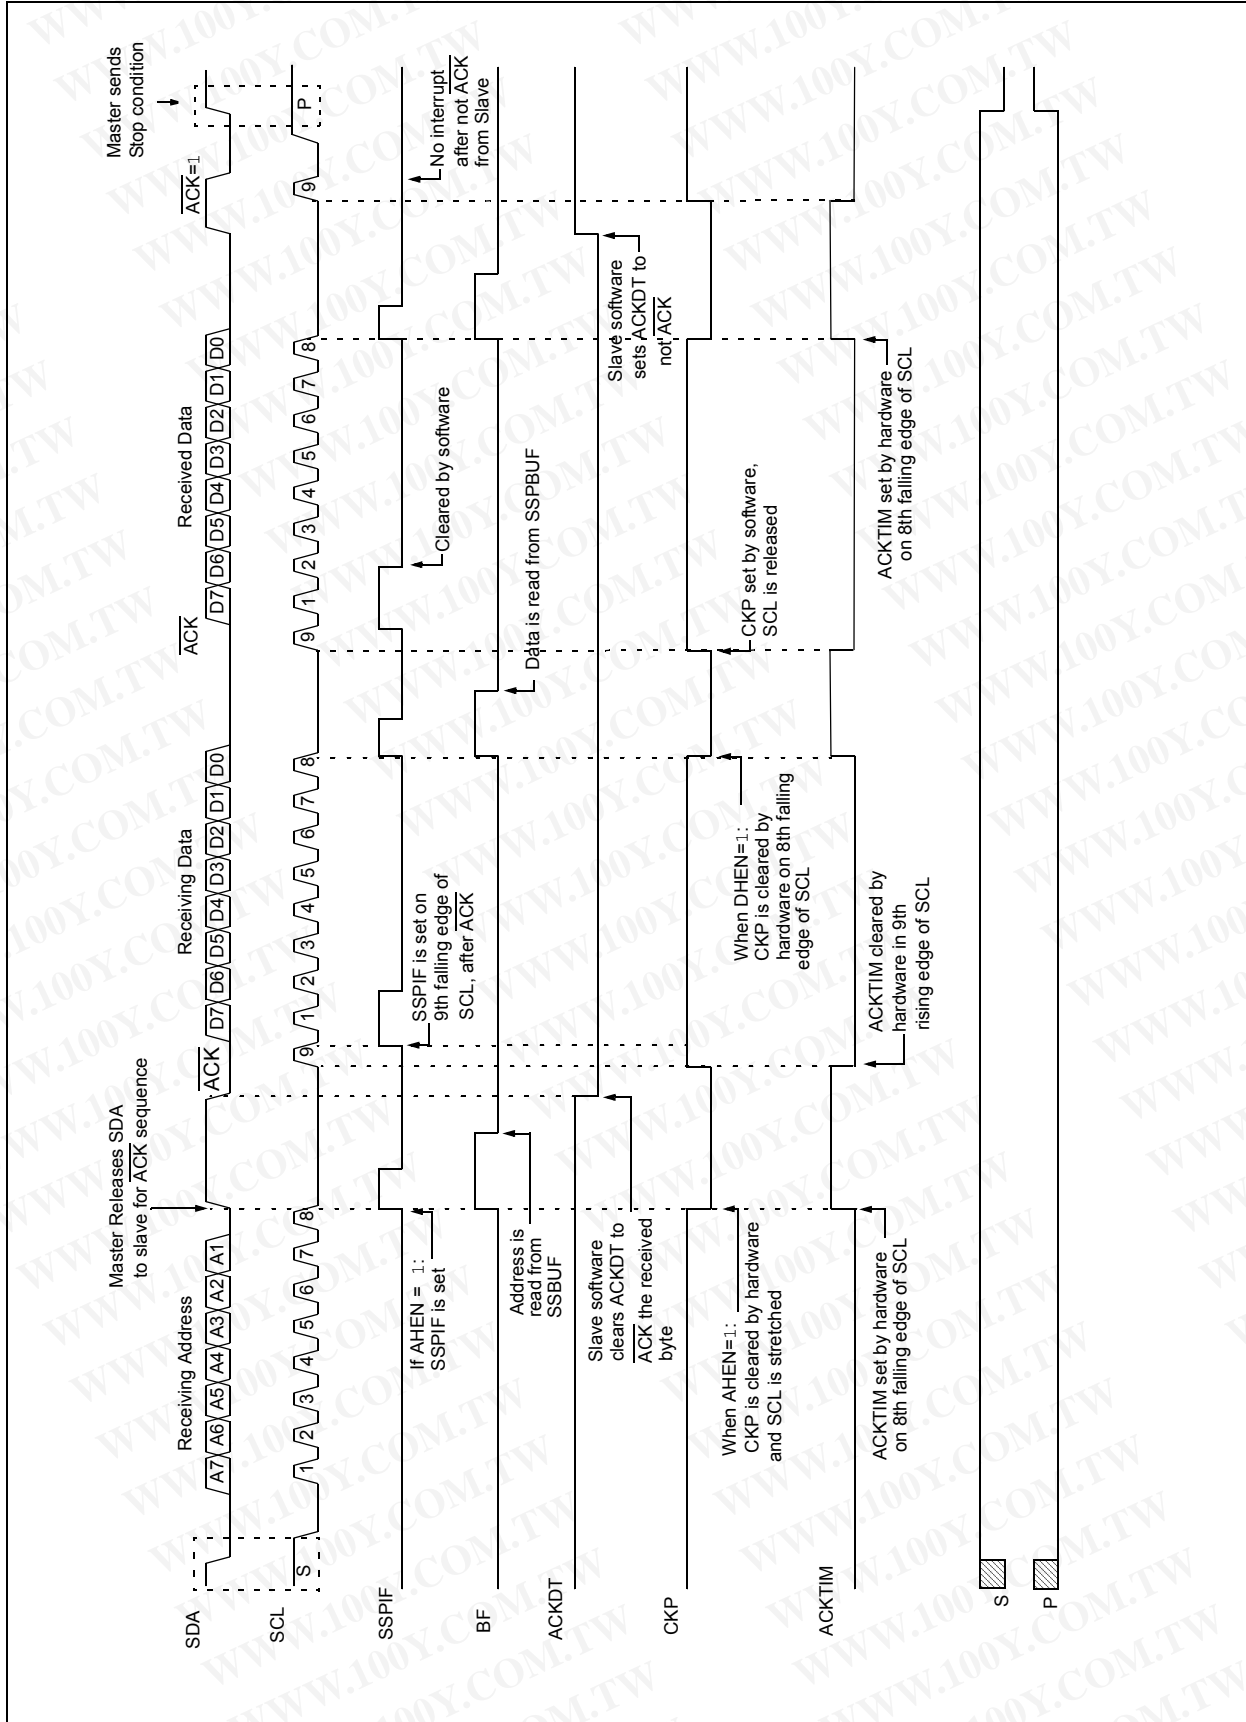 Master sends
Stop condition
Master Releases SDA
to slave for ACK sequence
Receiving Address
Receiving Data
Received Data
ACK
ACK
ACK=1
SDA
A7 A6 A5 A4 A3 A2 A1
D7 D6 D5 D4 D3 D2 D1 D0
D7 D6 D5 D4 D3 D2 D1 D0
SCL
S
1 2 3 4 5 6 7 8 9
1 2 3 4 5 6 7 8 9
1 2 3 4 5 6 7 8 9
P
SSPIF
If AHEN = 1:
SSPIF is set
SSPIF is set on
9th falling edge of
SCL, after ACK
Cleared by software
No interrupt
after not ACK
from Slave
BF
Address is
read from
SSBUF
Data is read from SSPBUF
ACKDT
Slave software
clears ACKDT to
ACK the received
byte
Slave software
sets ACKDT to
not ACK
CKP
When AHEN=1:
CKP is cleared by hardware
and SCL is stretched
When DHEN=1:
CKP is cleared by
hardware on 8th falling
edge of SCL
CKP set by software,
SCL is released
ACKTIM
ACKTIM set by hardware
on 8th falling edge of SCL
ACKTIM cleared by
hardware in 9th
rising edge of SCL
ACKTIM set by hardware
on 8th falling edge of SCL
S
P
WWW.100Y.COM.TW